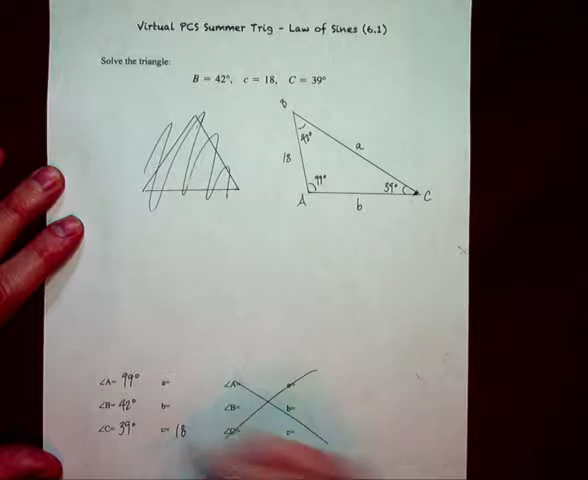 Virtual PCS Summer Trig - Law of Sines (6.1)
Solve the triangle:
B = 42°, c = 18, C = 39°
B
42°
a
18
99°
39°
A
b
C
∠A= 99° a= ∠A= a=
∠B= 42° b= ∠B= b=
∠C= 39° c= 18 ∠C= c=